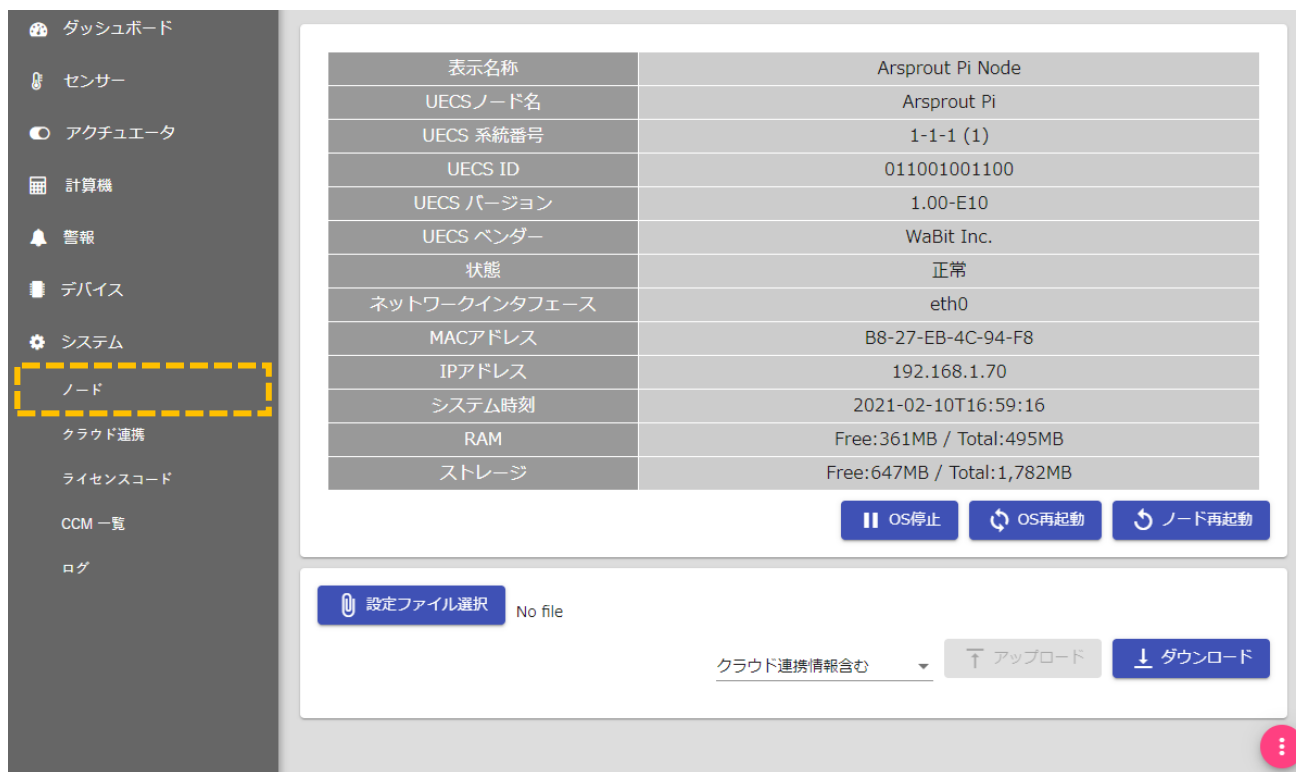 ダッシュボード
センサー
アクチュエータ
計算機
警報
デバイス
システム
ノード
クラウド連携
ライセンスコード
CCM 一覧
ログ
表示名称 Arsprout Pi Node
UECSノード名 Arsprout Pi
UECS 系統番号 1-1-1 (1)
UECS ID 011001001100
UECS バージョン 1.00-E10
UECS ベンダー WaBit Inc.
状態 正常
ネットワークインタフェース eth0
MACアドレス B8-27-EB-4C-94-F8
IPアドレス 192.168.1.70
システム時刻 2021-02-10T16:59:16
RAM Free:361MB / Total:495MB
ストレージ Free:647MB / Total:1,782MB
OS停止 OS再起動 ノード再起動
設定ファイル選択 No file
クラウド連携情報含む アップロード ダウンロード